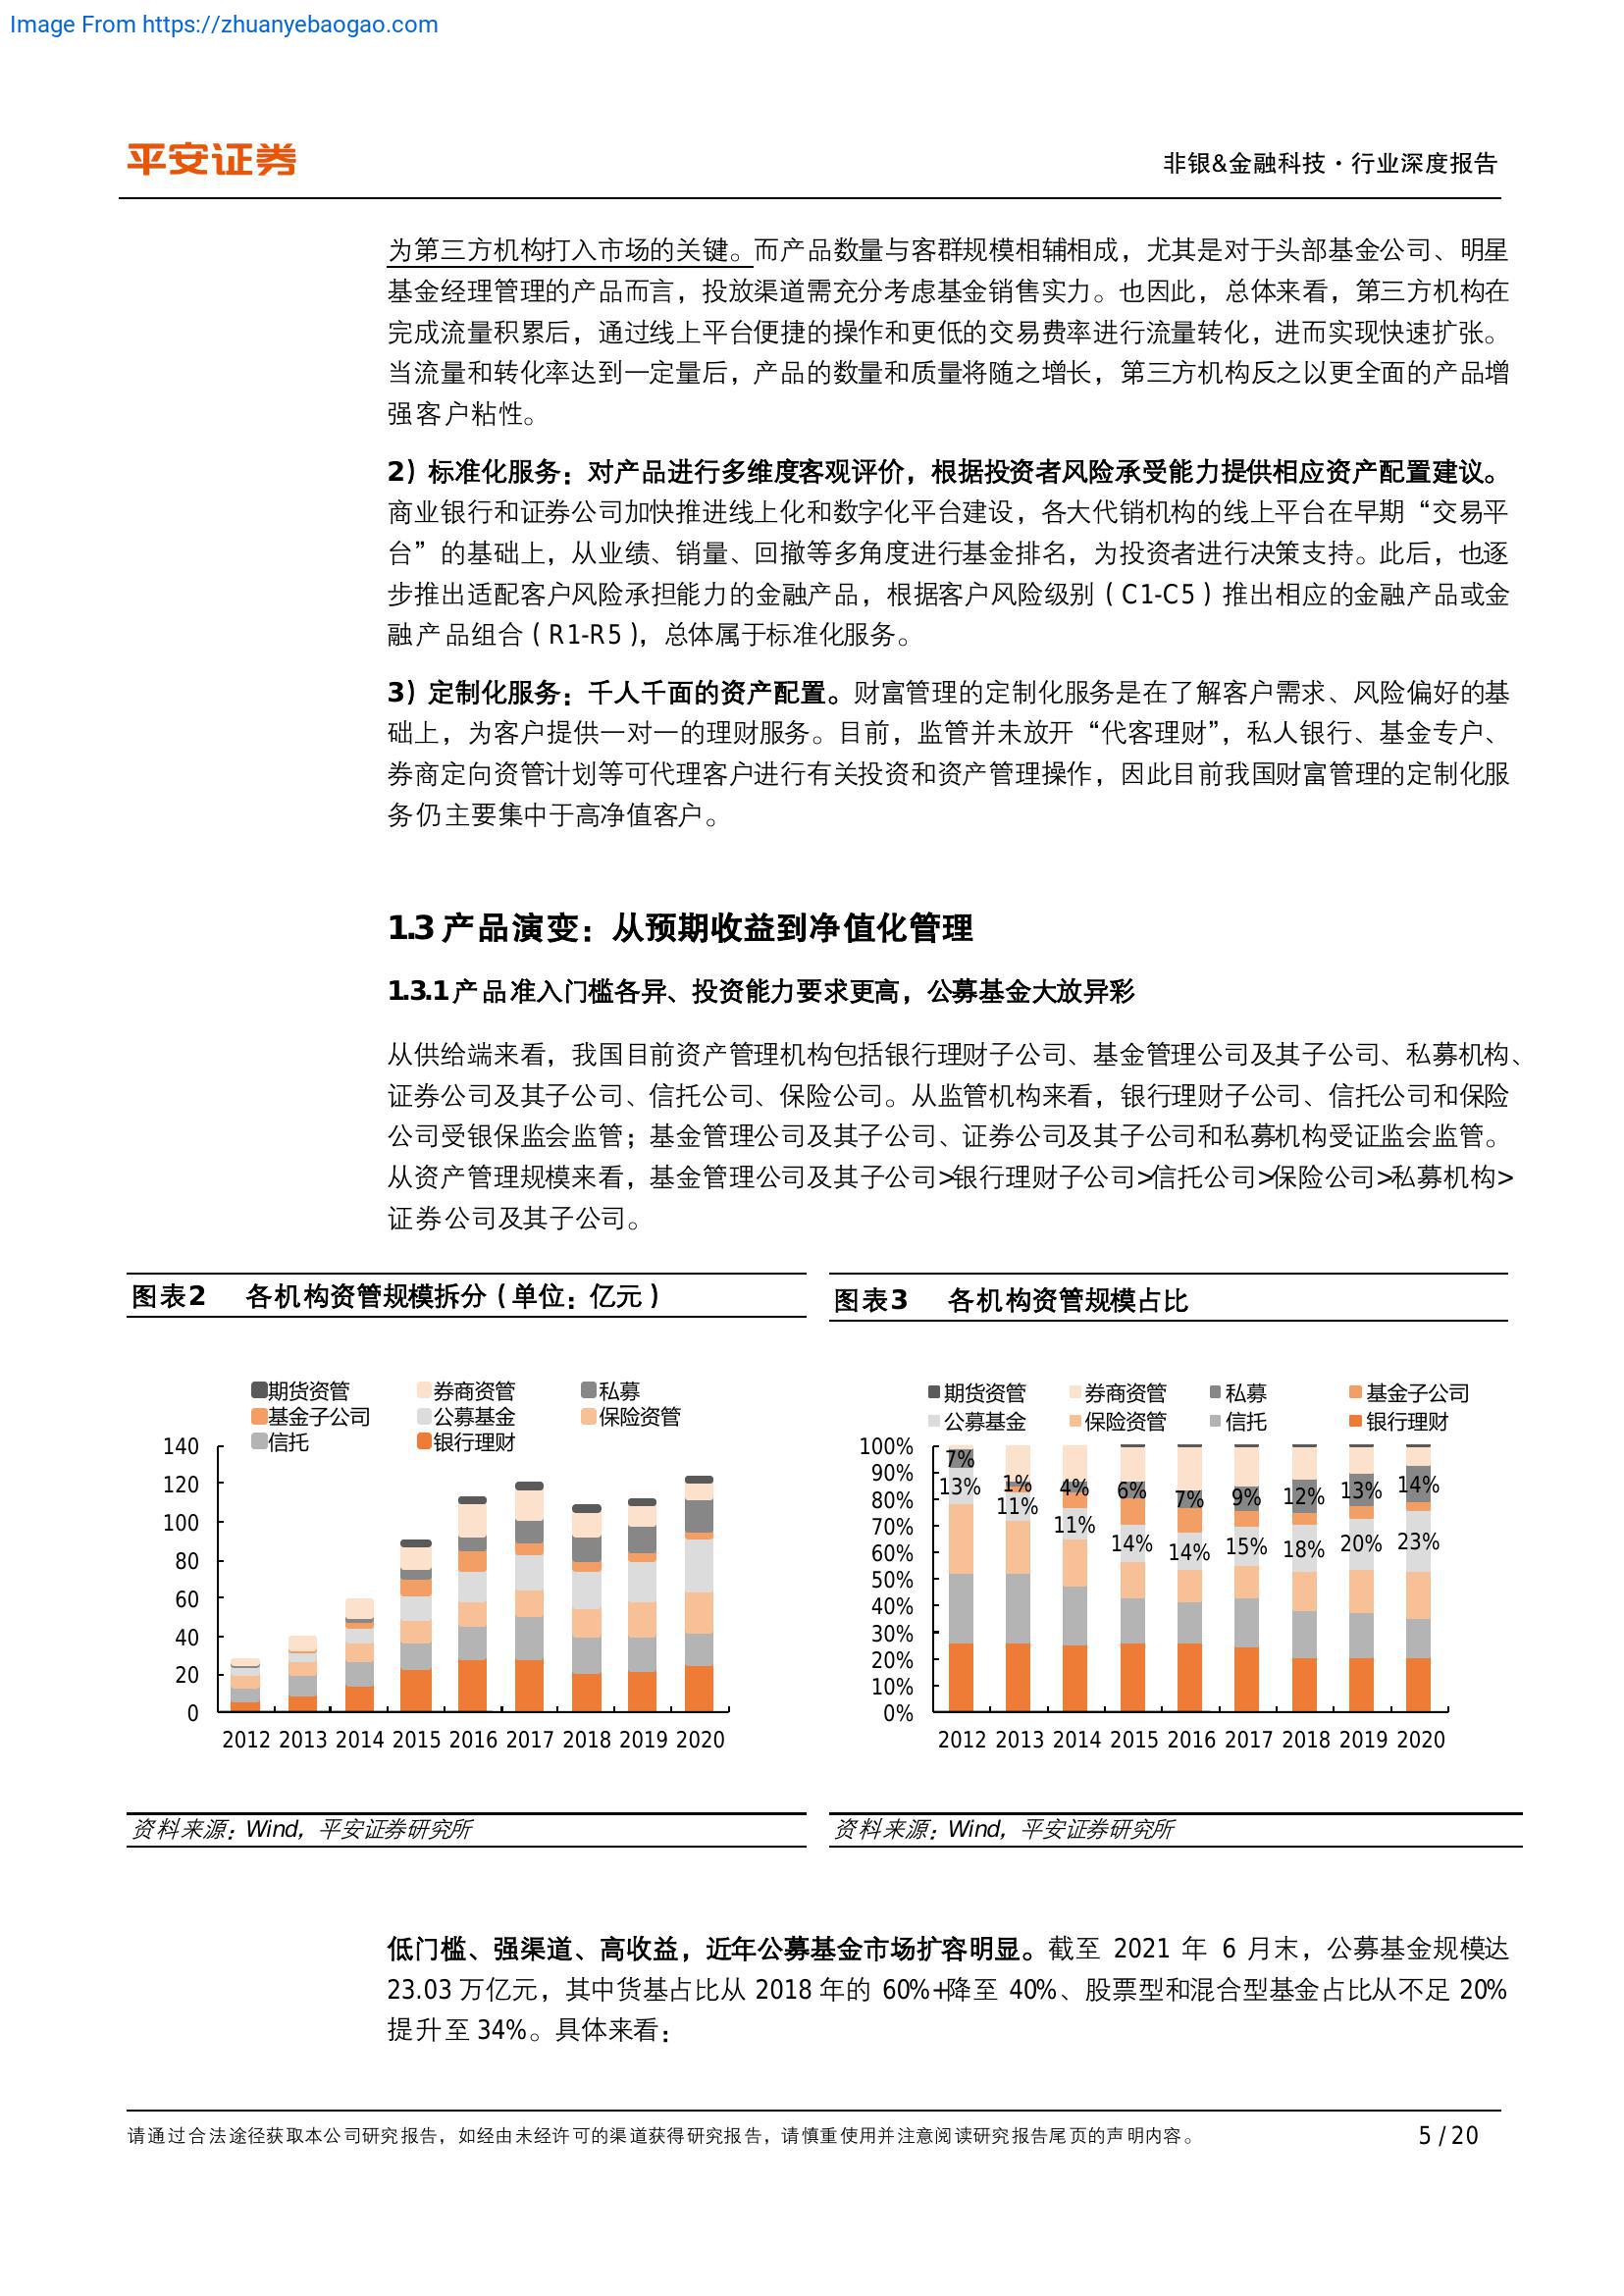 Image From https://zhuanyebaogao.com
平安证券
非银&金融科技·行业深度报告
为第三方机构打入市场的关键。而产品数量与客群规模相辅相成，尤其是对于头部基金公司、明星
基金经理管理的产品而言，投放渠道需充分考虑基金销售实力。也因此，总体来看，第三方机构在
完成流量积累后，通过线上平台便捷的操作和更低的交易费率进行流量转化，进而实现快速扩张。
当流量和转化率达到一定量后，产品的数量和质量将随之增长，第三方机构反之以更全面的产品增
强客户粘性。
2）标准化服务：对产品进行多维度客观评价，根据投资者风险承受能力提供相应资产配置建议。
商业银行和证券公司加快推进线上化和数字化平台建设，各大代销机构的线上平台在早期“交易平
台”的基础上，从业绩、销量、回撤等多角度进行基金排名，为投资者进行决策支持。此后，也逐
步推出适配客户风险承担能力的金融产品，根据客户风险级别（C1-C5）推出相应的金融产品或金
融产品组合（R1-R5），总体属于标准化服务。
3）定制化服务：千人千面的资产配置。财富管理的定制化服务是在了解客户需求、风险偏好的基
础上，为客户提供一对一的理财服务。目前，监管并未放开“代客理财”，私人银行、基金专户、
券商定向资管计划等可代理客户进行有关投资和资产管理操作，因此目前我国财富管理的定制化服
务仍主要集中于高净值客户。
1.3 产品演变：从预期收益到净值化管理
1.3.1 产品准入门槛各异、投资能力要求更高，公募基金大放异彩
从供给端来看，我国目前资产管理机构包括银行理财子公司、基金管理公司及其子公司、私募机构、
证券公司及其子公司、信托公司、保险公司。从监管机构来看，银行理财子公司、信托公司和保险
公司受银保监会监管；基金管理公司及其子公司、证券公司及其子公司和私募机构受证监会监管。
从资产管理规模来看，基金管理公司及其子公司>银行理财子公司>信托公司>保险公司>私募机构>
证券公司及其子公司。
图表2 各机构资管规模拆分（单位：亿元）
期货资管 券商资管 私募
基金子公司 公募基金 保险资管
信托 银行理财
140
120
100
80
60
40
20
0
2012 2013 2014 2015 2016 2017 2018 2019 2020
资料来源：Wind，平安证券研究所
图表3 各机构资管规模占比
期货资管 券商资管 私募 基金子公司
公募基金 保险资管 信托 银行理财
100%
90%
80%
70%
60%
50%
40%
30%
20%
10%
0%
7% 1% 4% 6% 7% 9% 12% 13% 14%
13% 11% 11% 14% 14% 15% 18% 20% 23%
2012 2013 2014 2015 2016 2017 2018 2019 2020
资料来源：Wind，平安证券研究所
低门槛、强渠道、高收益，近年公募基金市场扩容明显。截至 2021 年 6 月末，公募基金规模达
23.03 万亿元，其中货基占比从 2018 年的 60%+降至 40%、股票型和混合型基金占比从不足 20%
提升至 34%。具体来看：
请通过合法途径获取本公司研究报告，如经由未经许可的渠道获得研究报告，请慎重使用并注意阅读研究报告尾页的声明内容。
5 / 20